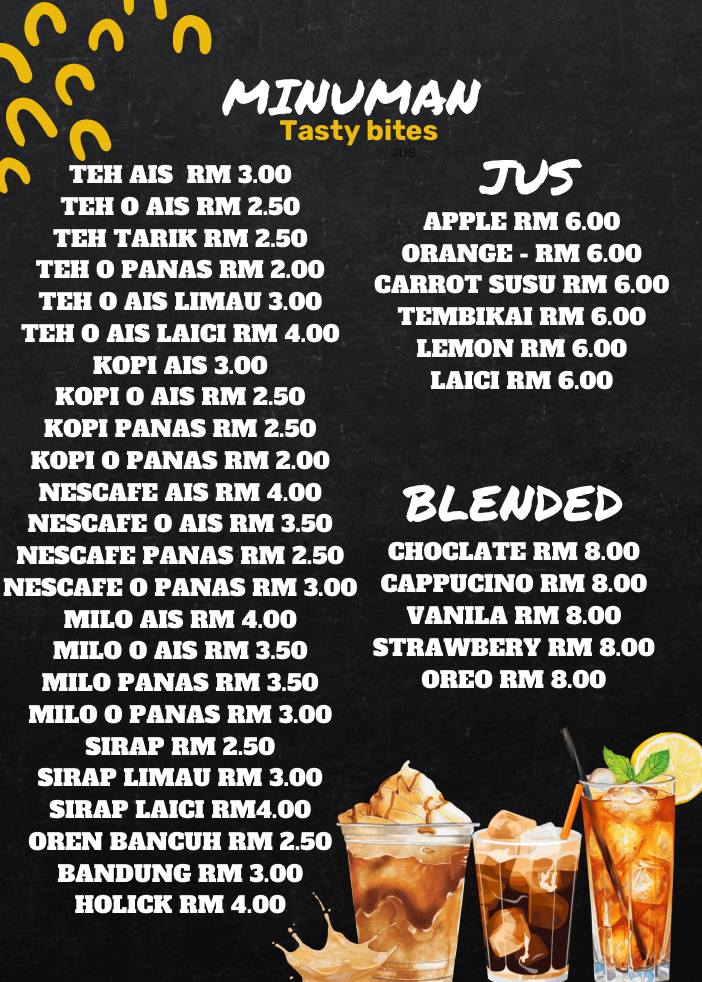 MINUMAN
Tasty bites
JUS
TEH AIS RM 3.00
TEH O AIS RM 2.50
TEH TARIK RM 2.50
TEH O PANAS RM 2.00
TEH O AIS LIMAU 3.00
TEH O AIS LAICI RM 4.00
KOPI AIS 3.00
KOPI O AIS RM 2.50
KOPI PANAS RM 2.50
KOPI O PANAS RM 2.00
NESCAFE AIS RM 4.00
NESCAFE O AIS RM 3.50
NESCAFE PANAS RM 2.50
NESCAFE O PANAS RM 3.00
MILO AIS RM 4.00
MILO O AIS RM 3.50
MILO PANAS RM 3.50
MILO O PANAS RM 3.00
SIRAP RM 2.50
SIRAP LIMAU RM 3.00
SIRAP LAICI RM4.00
OREN BANCUH RM 2.50
BANDUNG RM 3.00
HOLICK RM 4.00
JUS
APPLE RM 6.00
ORANGE - RM 6.00
CARROT SUSU RM 6.00
TEMBIKAI RM 6.00
LEMON RM 6.00
LAICI RM 6.00
BLENDED
CHOCLATE RM 8.00
CAPPUCINO RM 8.00
VANILA RM 8.00
STRAWBERY RM 8.00
OREO RM 8.00